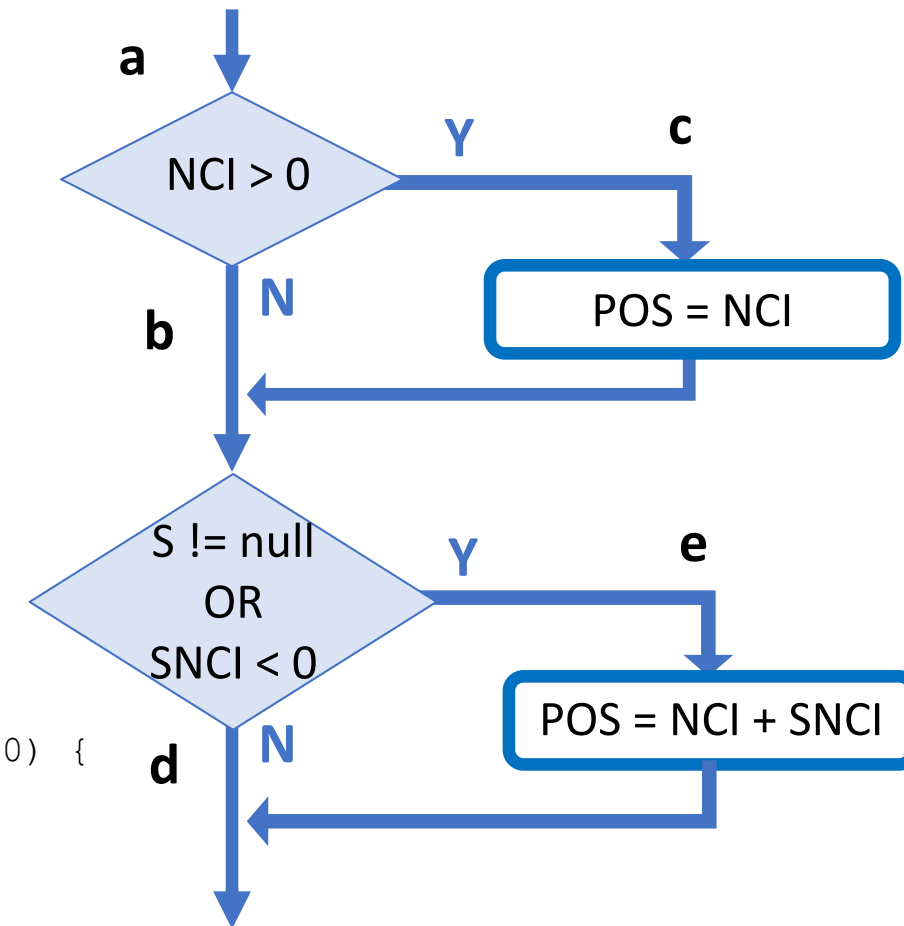 a
NCI > 0
Y
c
POS = NCI
N
b
S != null
OR
SNCI < 0
Y
e
POS = NCI + SNCI
0) {
d
N